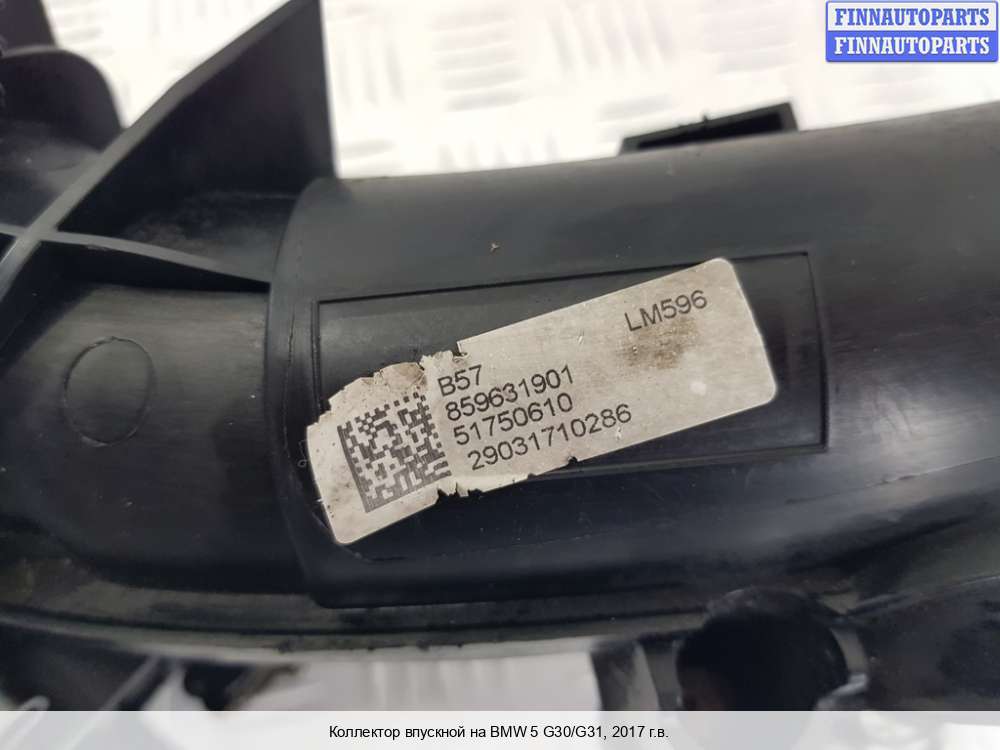 FINNAUTOPARTS
FINNAUTOPARTS
LM596
B57
859631901
51750610
29031710286
Коллектор впускной на BMW 5 G30/G31, 2017 г.в.